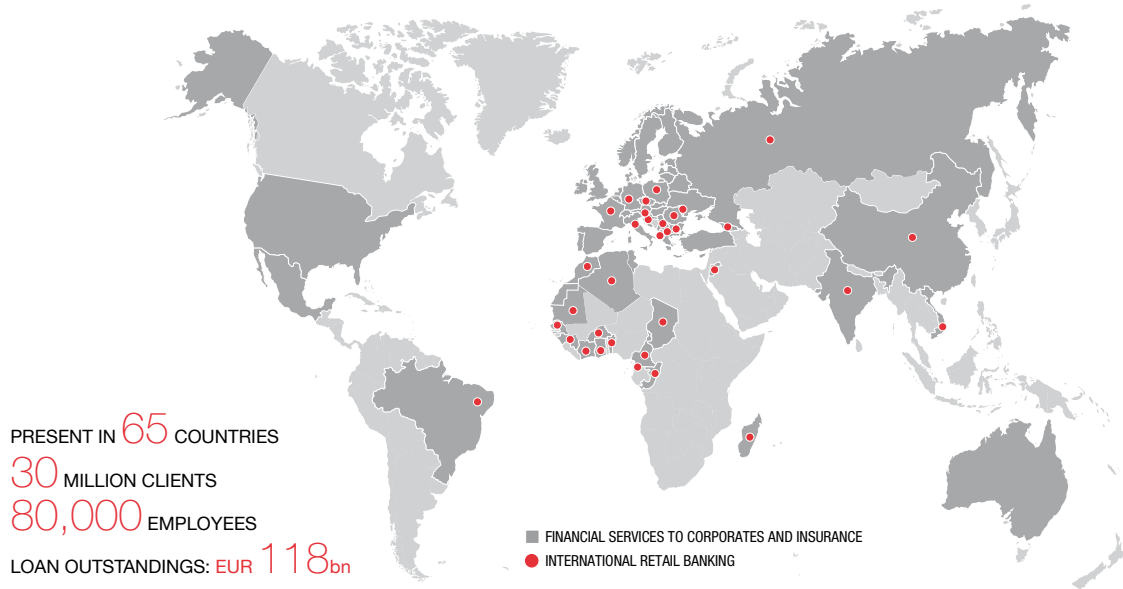 PRESENT IN 65 COUNTRIES
30 MILLION CLIENTS
80,000 EMPLOYEES
LOAN OUTSTANDINGS: EUR 118bn
FINANCIAL SERVICES TO CORPORATES AND INSURANCE
INTERNATIONAL RETAIL BANKING